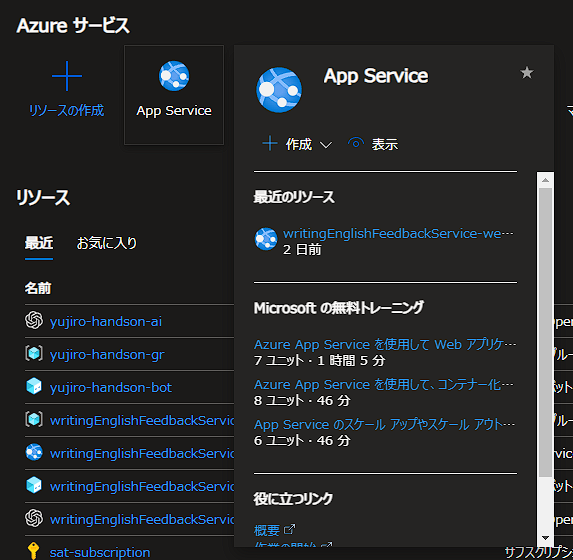 Azure サービス
リソースの作成
App Service
App Service
作成
表示
最近のリソース
writingEnglishFeedbackService-we…
2 日前
Microsoft の無料トレーニング
Azure App Service を使用して Web アプリケ…
7 ユニット・1 時間 5 分
Azure App Service を使用して、コンテナー化…
8 ユニット・46 分
App Service のスケール アップやスケール アウト…
6 ユニット・46 分
役に立つリンク
概要
リソース
最近
お気に入り
名前
yujiro-handson-ai
yujiro-handson-gr
yujiro-handson-bot
writingEnglishFeedbackServic
writingEnglishFeedbackServic
writingEnglishFeedbackServic
writingEnglishFeedbackServic
sat-subscription
サブスクリプシ